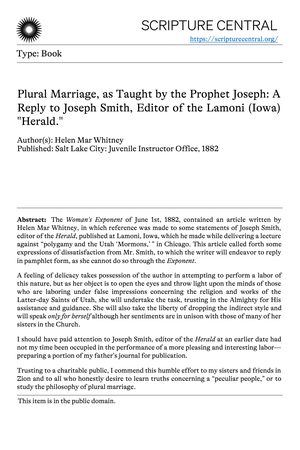 SCRIPTURE CENTRAL
https://scripturecentral.org/
Type: Book
Plural Marriage, as Taught by the Prophet Joseph: A
Reply to Joseph Smith, Editor of the Lamoni (Iowa)
"Herald."
Author(s): Helen Mar Whitney
Published: Salt Lake City: Juvenile Instructor Office, 1882
Abstract: The Woman's Exponent of June 1st, 1882, contained an article written by
Helen Mar Whitney, in which reference was made to some statements of Joseph Smith,
editor of the Herald, published at Lamoni, Iowa, which he made while delivering a lecture
against "polygamy and the Utah 'Mormons,' " in Chicago. This article called forth some
expressions of dissatisfaction from Mr. Smith, to which the writer will endeavor to reply
in pamphlet form, as she cannot do so through the Exponent.
A feeling of delicacy takes possession of the author in attempting to perform a labor of
this nature, but as her object is to open the eyes and throw light upon the minds of those
who are laboring under false impressions concerning the religion and works of the
Latter-day Saints of Utah, she will undertake the task, trusting in the Almighty for His
assistance and guidance. She will also take the liberty of dropping the indirect style and
will speak only for herself although her sentiments are in unison with those of many of her
sisters in the Church.
I should have paid attention to Joseph Smith, editor of the Herald at an earlier date had
not my time been occupied in the performance of a more pleasing and interesting labor—
preparing a portion of my father's journal for publication.
Trusting to a charitable public, I commend this humble effort to my sisters and friends in
Zion and to all who honestly desire to learn truths concerning a "peculiar people," or to
study the philosophy of plural marriage.
This item is in the public domain.